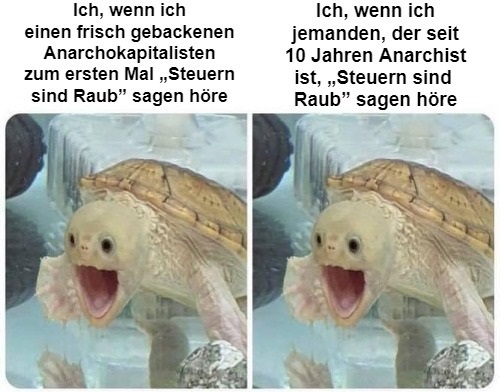 Ich, wenn ich
einen frisch gebackenen
Anarchokapitalisten
zum ersten Mal „Steuern
sind Raub” sagen höre
Ich, wenn ich
jemanden, der seit
10 Jahren Anarchist
ist, „Steuern sind
Raub” sagen höre